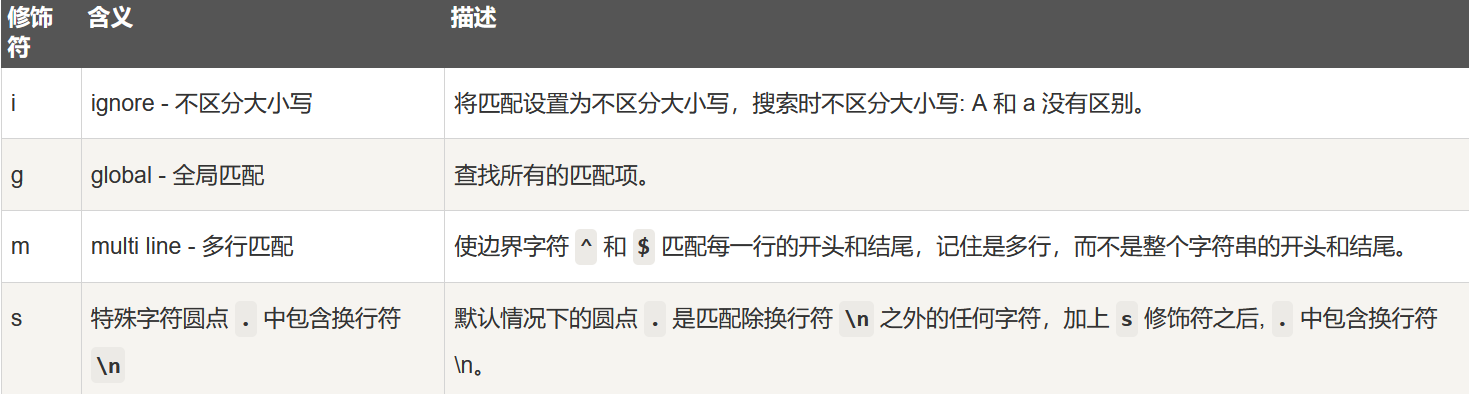 修饰符 含义 描述
i ignore - 不区分大小写 将匹配设置为不区分大小写，搜索时不区分大小写: A 和 a 没有区别。
g global - 全局匹配 查找所有的匹配项。
m multi line - 多行匹配 使边界字符 ^ 和 $ 匹配每一行的开头和结尾，记住是多行，而不是整个字符串的开头和结尾。
s 特殊字符圆点 . 中包含换行符 默认情况下的圆点 . 是匹配除换行符 \n 之外的任何字符，加上 s 修饰符之后, . 中包含换行符
\n \n。